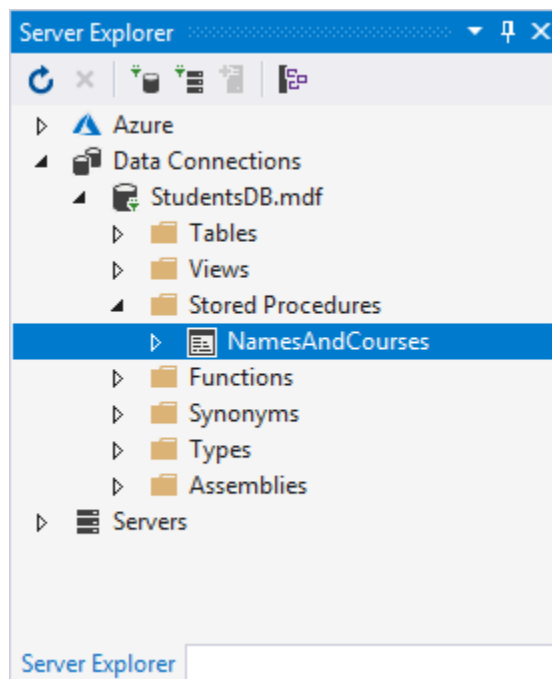 Server Explorer
Azure
Data Connections
StudentsDB.mdf
Tables
Views
Stored Procedures
NamesAndCourses
Functions
Synonyms
Types
Assemblies
Servers
Server Explorer